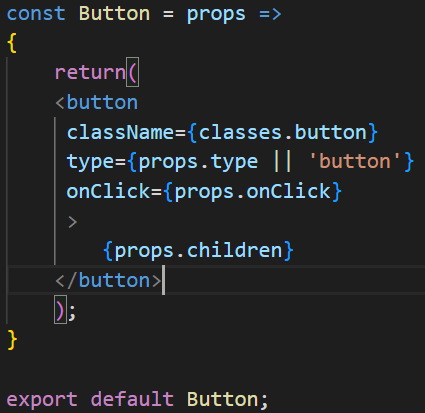 const Button = props =>
{
    return(
    <button
     className={classes.button}
     type={props.type || 'button'}
     onClick={props.onClick}
     >
        {props.children}
    </button>
    );
}

export default Button;